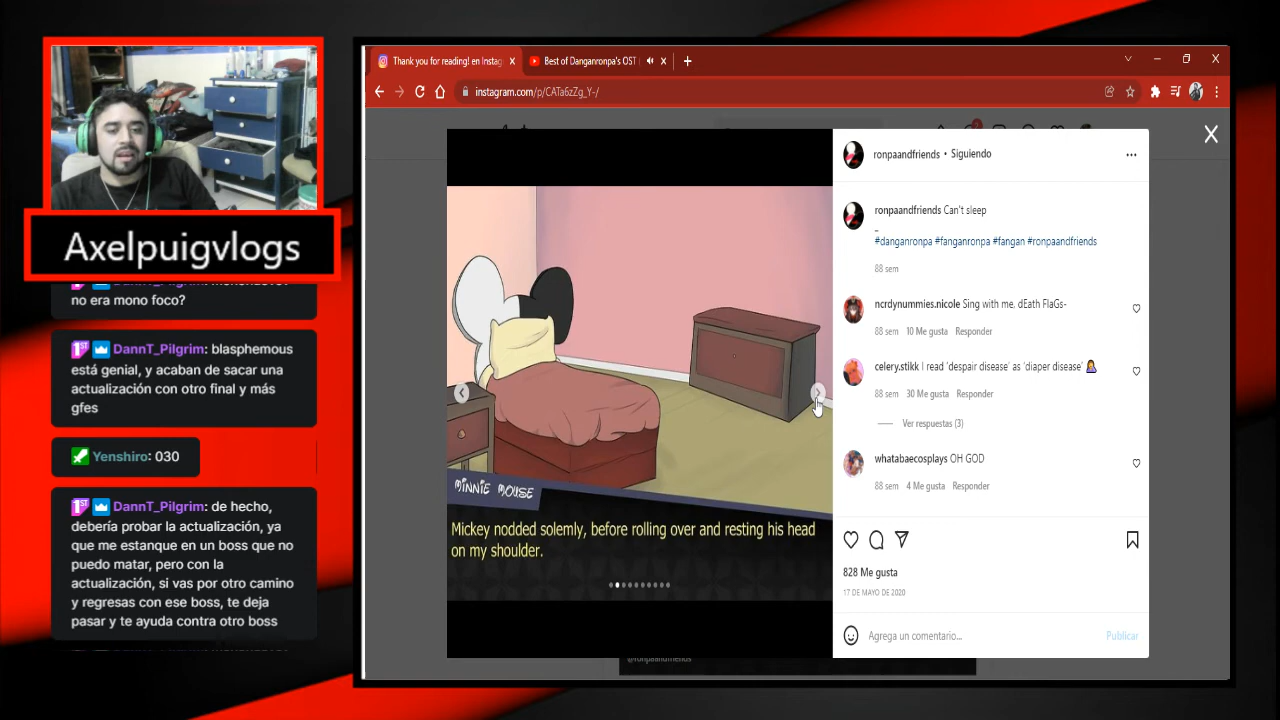 Thank you for reading! en Instag
Best of Danganronpa's OST
instagram.com/p/CATa6zZg_Y-/
Axelpuigvlogs
no era mono foco?
DannT_Pilgrim: blasphemous
está genial, y acaban de sacar una
actualización con otro final y más
gfes
Yenshiro: 030
DannT_Pilgrim: de hecho,
debería probar la actualización, ya
que me estanque en un boss que no
puedo matar, pero con la
actualización, si vas por otro camino
y regresas con ese boss, te deja
pasar y te ayuda contra otro boss
MINNIE MOUSE
Mickey nodded solemly, before rolling over and resting his head
on my shoulder.
ronpaandfriends • Siguiendo
ronpaandfriends Can't sleep
_
#danganronpa #fanganronpa #fangan #ronpaandfriends
88 sem
ncrdynummies.nicole Sing with me. dEath FlaGs-
88 sem 10 Me gusta Responder
celery.stikk I read 'despair disease' as 'diaper disease' 🤦‍♀️
88 sem 30 Me gusta Responder
Ver respuestas (3)
whatabaecosplays OH GOD
88 sem 4 Me gusta Responder
828 Me gusta
17 DE MAYO DE 2020
Agrega un comentario...
Publicar
@ronpaandfriends